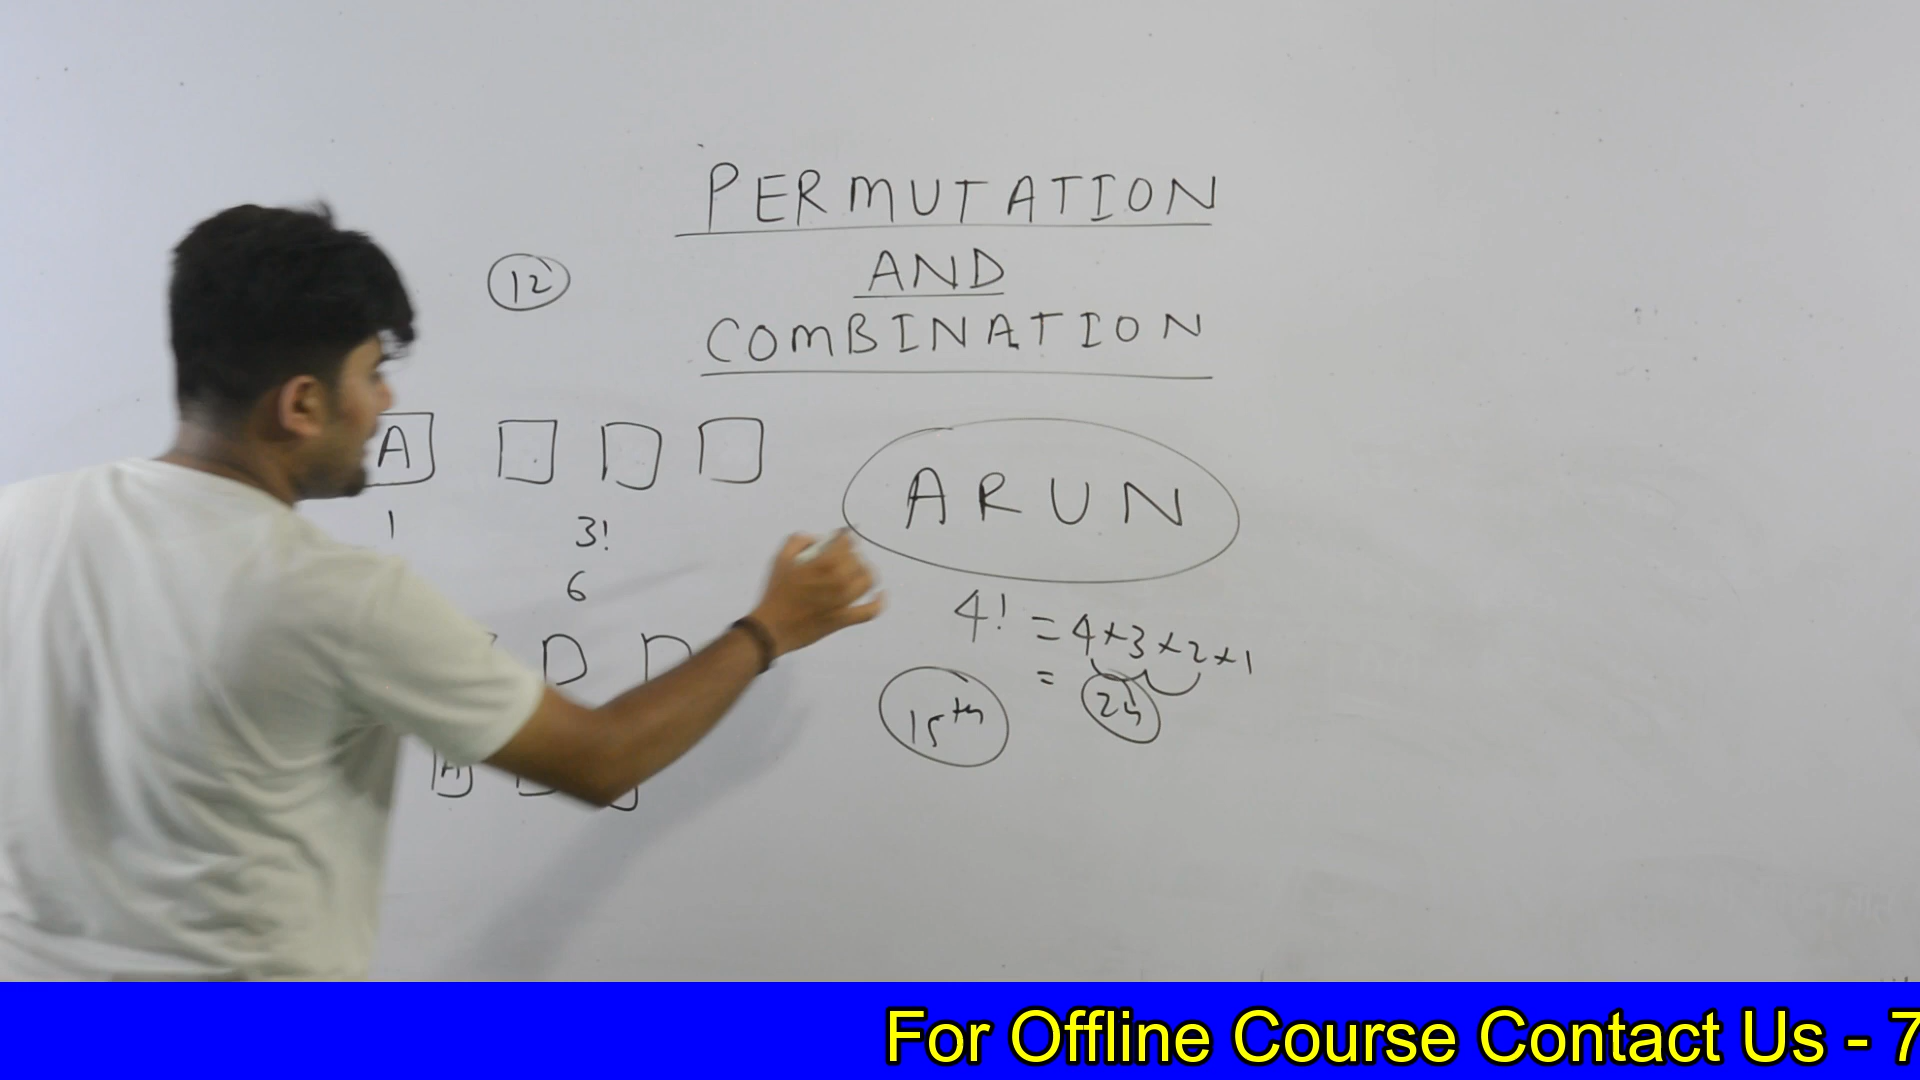 PERMUTATION
AND
COMBINATION
12
A
1
3!
6
ARUN
4! = 4×3×2×1
= 24
15th
A
For Offline Course Contact Us - 7